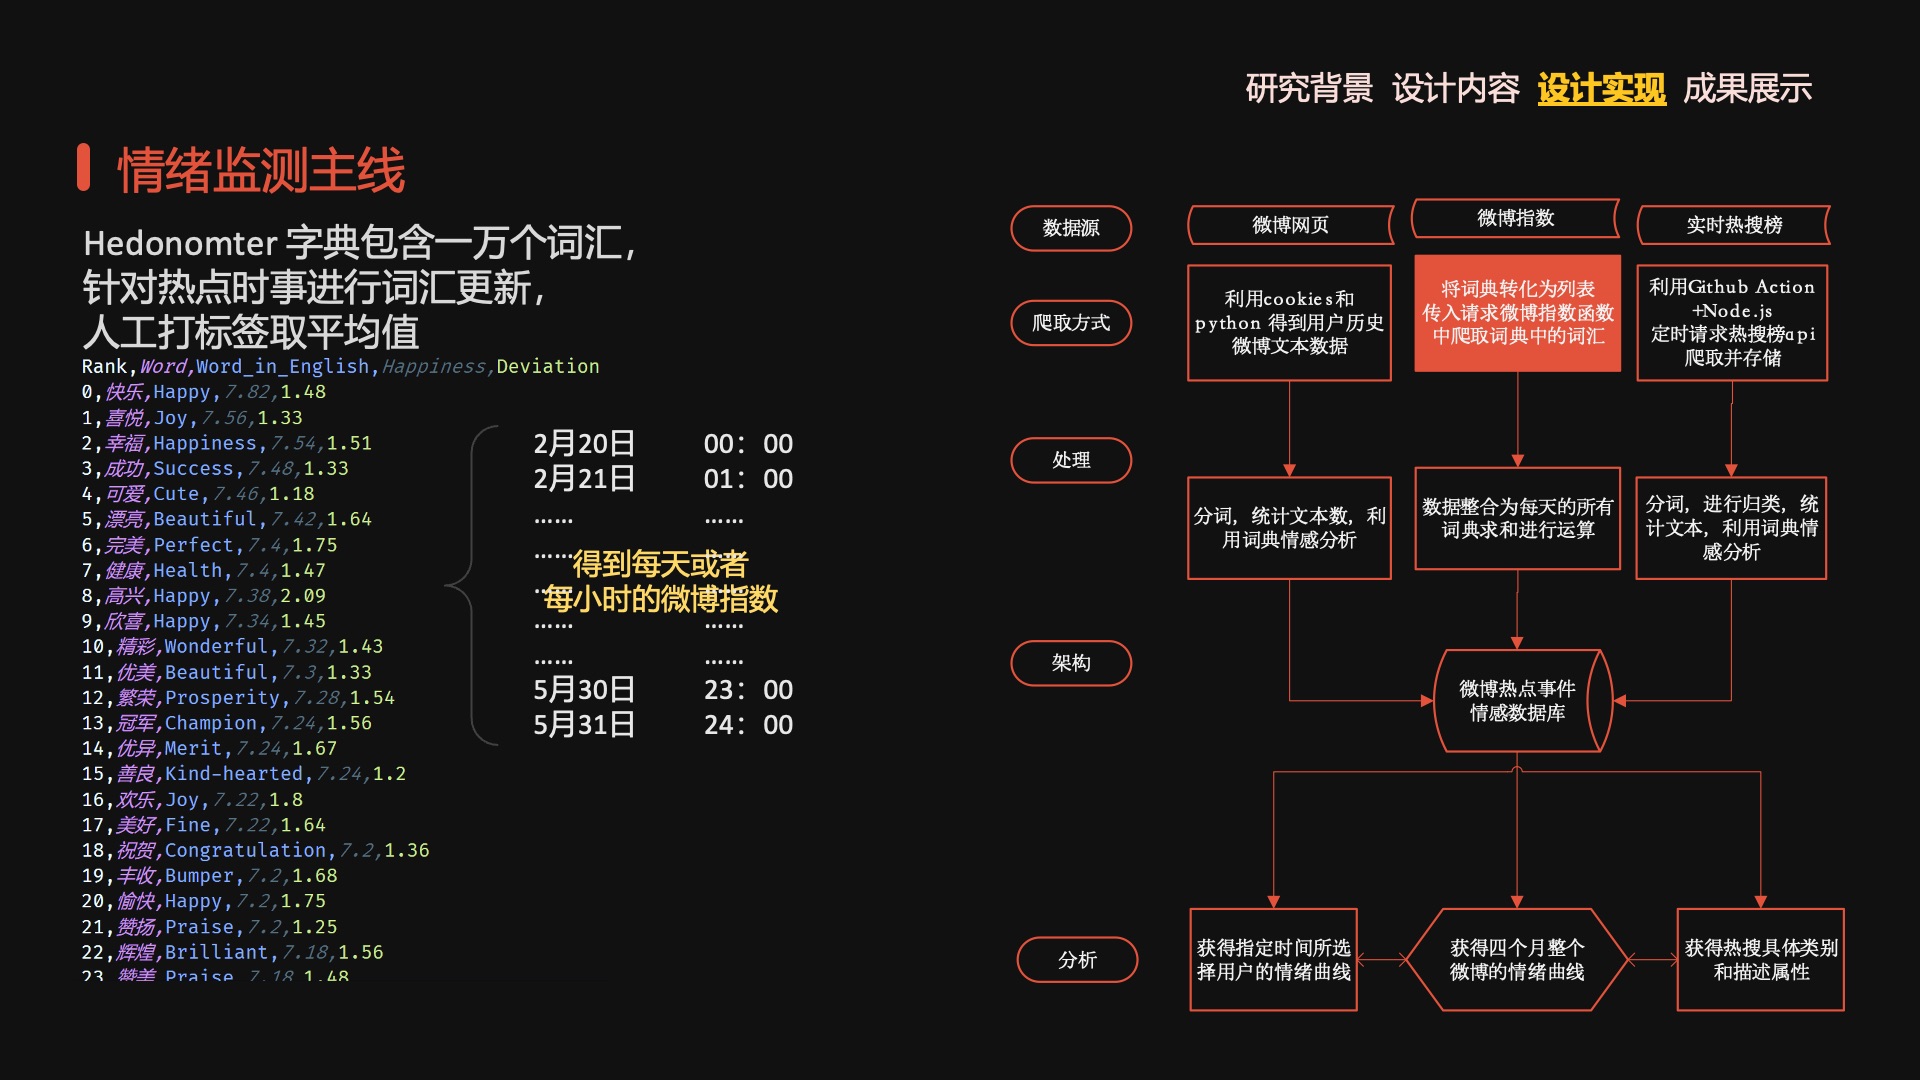 研究背景 设计内容 设计实现 成果展示
情绪监测主线
Hedonomter 字典包含一万个词汇，
针对热点时事进行词汇更新，
人工打标签取平均值
Rank,Word,Word_in_English,Happiness,Deviation
0,快乐,Happy,7.82,1.48
1,喜悦,Joy,7.56,1.33
2,幸福,Happiness,7.54,1.51
3,成功,Success,7.48,1.33
4,可爱,Cute,7.46,1.18
5,漂亮,Beautiful,7.42,1.64
6,完美,Perfect,7.4,1.75
7,健康,Health,7.4,1.47
8,高兴,Happy,7.38,2.09
9,欣喜,Happy,7.34,1.45
10,精彩,Wonderful,7.32,1.43
11,优美,Beautiful,7.3,1.33
12,繁荣,Prosperity,7.28,1.54
13,冠军,Champion,7.24,1.56
14,优异,Merit,7.24,1.67
15,善良,Kind-hearted,7.24,1.2
16,欢乐,Joy,7.22,1.8
17,美好,Fine,7.22,1.64
18,祝贺,Congratulation,7.2,1.36
19,丰收,Bumper,7.2,1.68
20,愉快,Happy,7.2,1.75
21,赞扬,Praise,7.2,1.25
22,辉煌,Brilliant,7.18,1.56
23,赞美,Praise,7.18,1.48
2月20日 00：00
2月21日 01：00
…… ……
…… ……
…… ……
…… ……
…… ……
5月30日 23：00
5月31日 24：00
得到每天或者
每小时的微博指数
数据源
微博网页
微博指数
实时热搜榜
爬取方式
利用cookies和
python 得到用户历史
微博文本数据
将词典转化为列表
传入请求微博指数函数
中爬取词典中的词汇
利用Github Action
+Node.js
定时请求热搜榜api
爬取并存储
处理
分词，统计文本数，利
用词典情感分析
数据整合为每天的所有
词典求和进行运算
分词，进行归类，统
计文本，利用词典情
感分析
架构
微博热点事件
情感数据库
分析
获得指定时间所选
择用户的情绪曲线
获得四个月整个
微博的情绪曲线
获得热搜具体类别
和描述属性